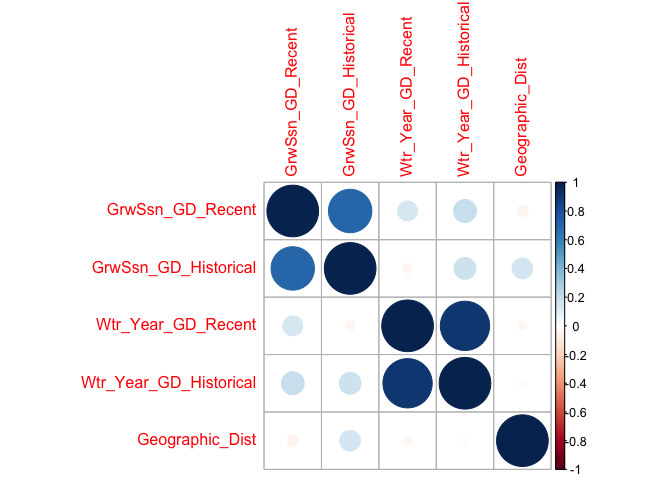 GrwSsn_GD_Recent
GrwSsn_GD_Historical
Wtr_Year_GD_Recent
Wtr_Year_GD_Historical
Geographic_Dist
GrwSsn_GD_Recent
GrwSsn_GD_Historical
Wtr_Year_GD_Recent
Wtr_Year_GD_Historical
Geographic_Dist
1
0.8
0.6
0.4
0.2
0
-0.2
-0.4
-0.6
-0.8
-1